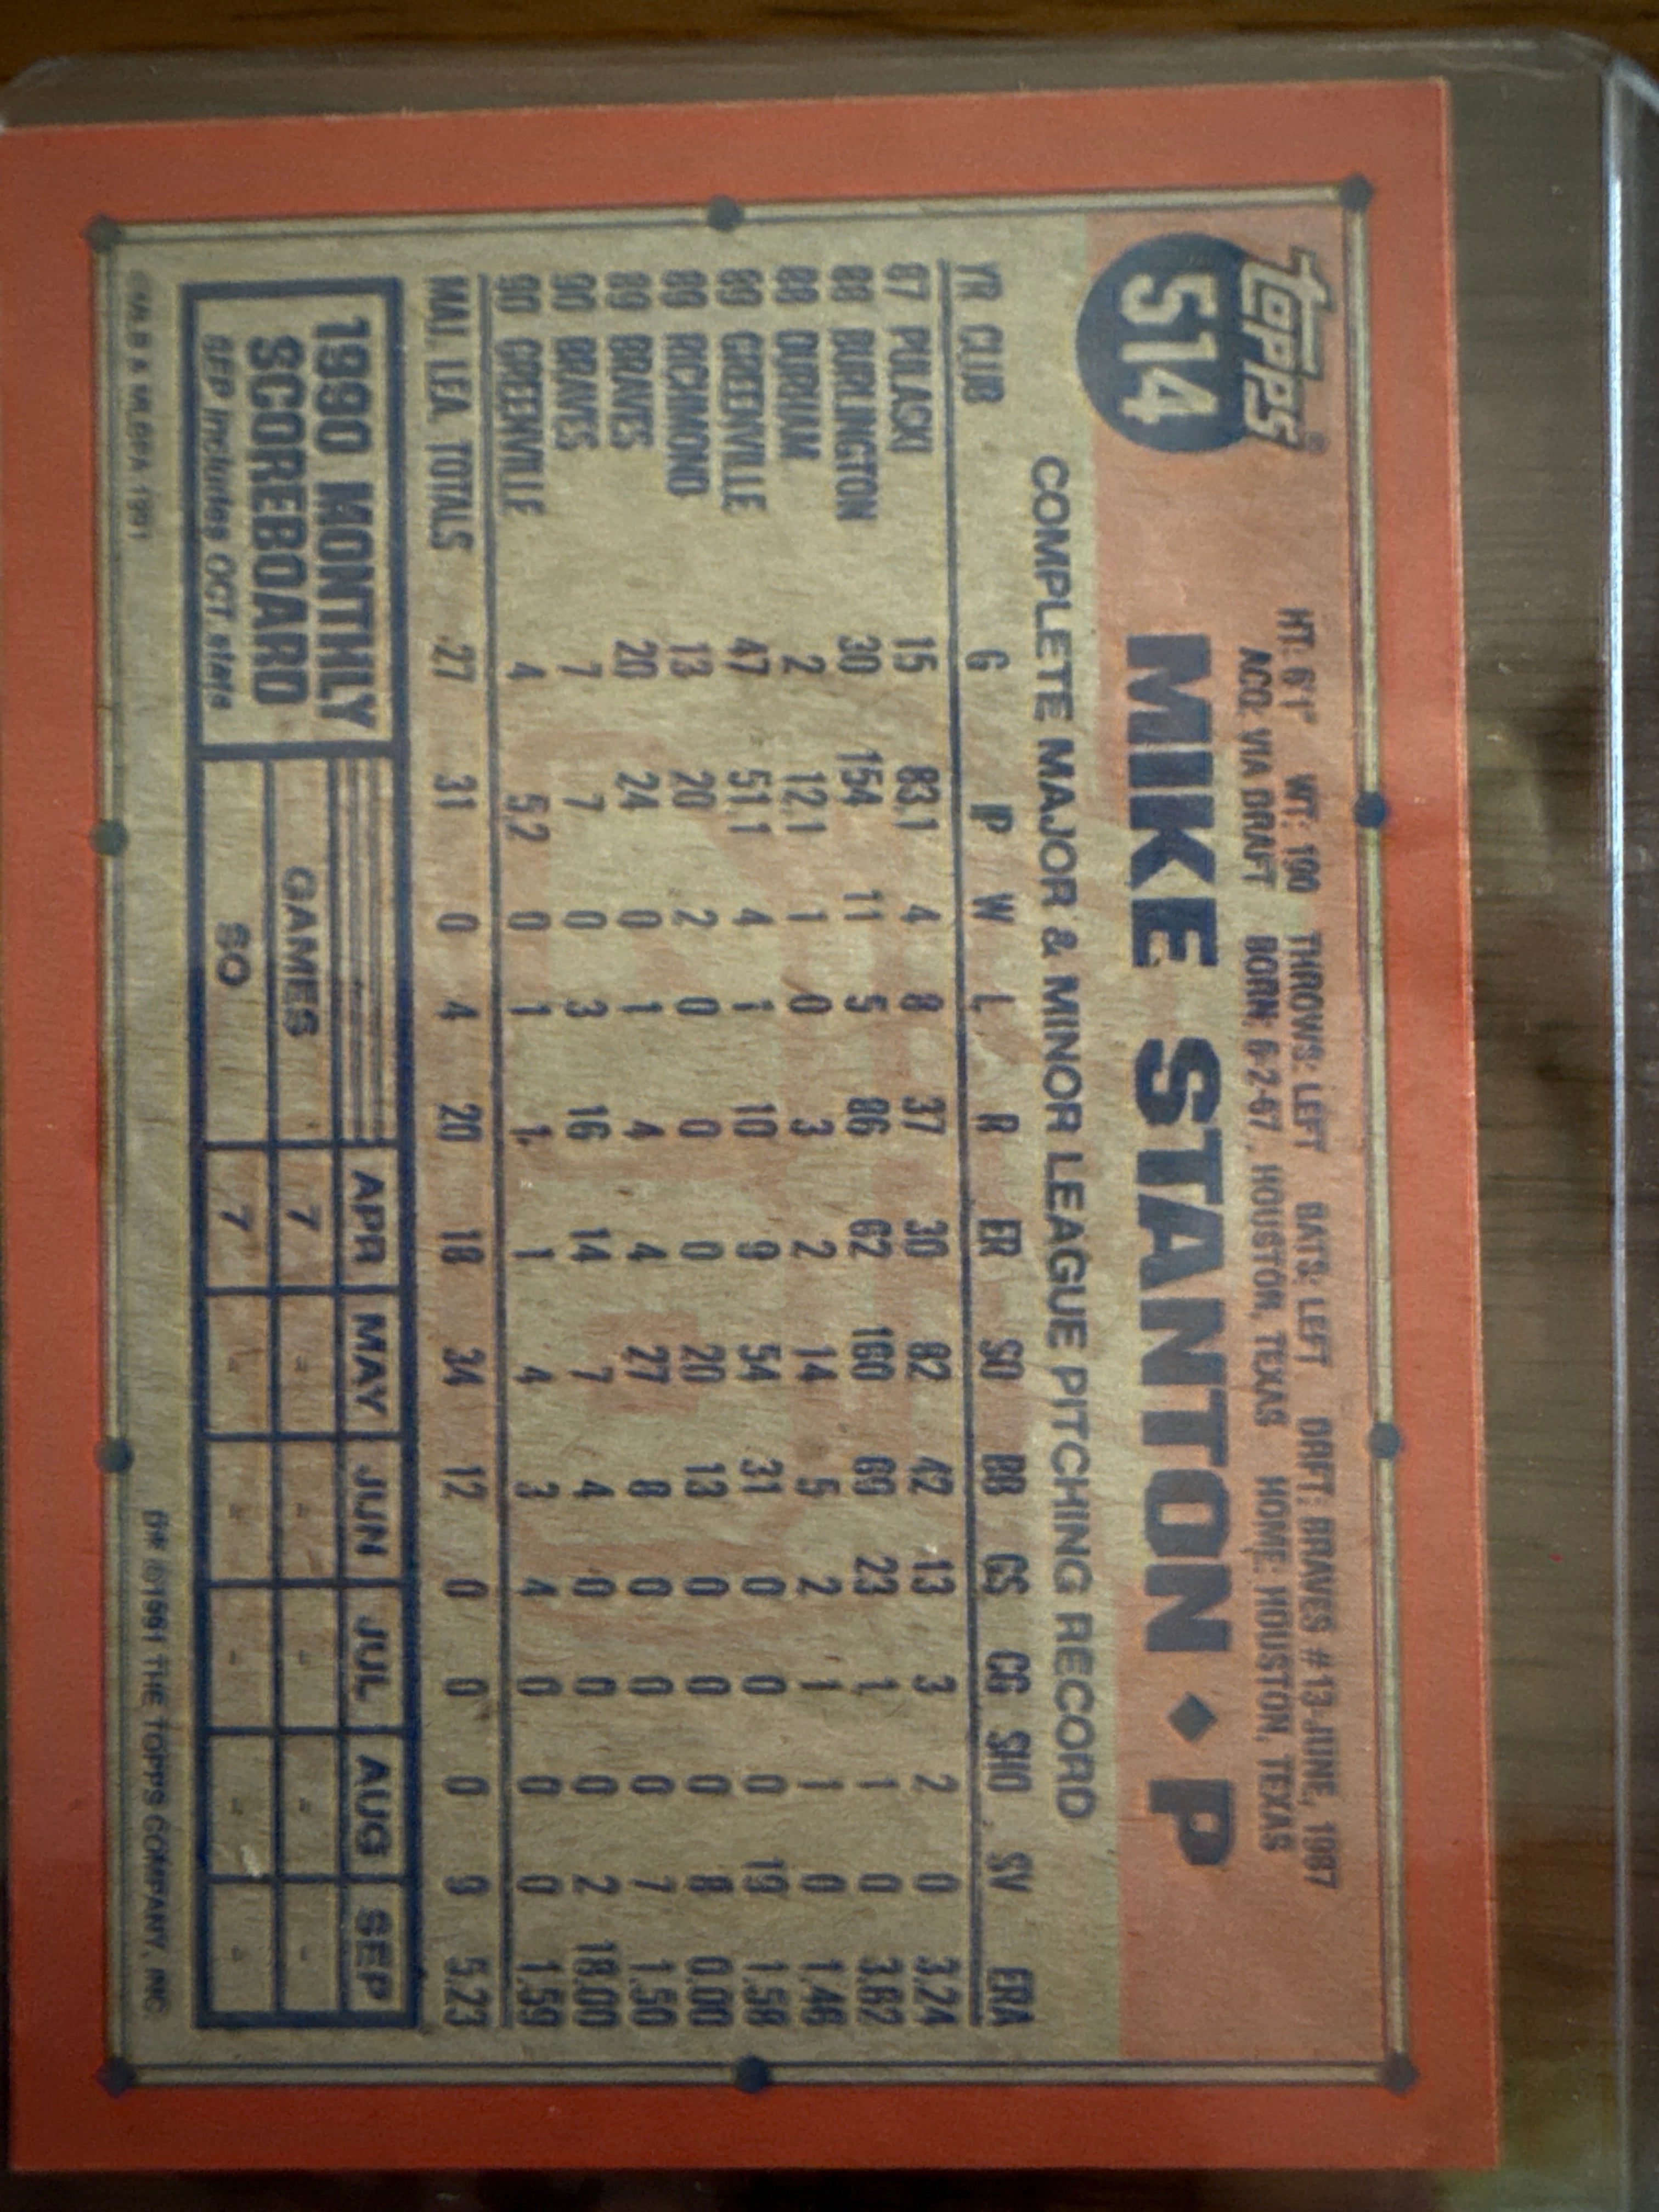 topps®
514
HT: 6'1" WT: 190 THROWS: LEFT BATS: LEFT DRAFT: BRAVES #13-JUNE, 1987
ACQ: VIA DRAFT BORN: 6-2-67, HOUSTON, TEXAS HOME: HOUSTON, TEXAS
MIKE STANTON ♦ P
COMPLETE MAJOR & MINOR LEAGUE PITCHING RECORD
YR CLUB G IP W L R ER SO BB GS CG SHO SV ERA
87 PULASKI 15 83.1 4 8 37 30 82 42 13 3 2 0 3.24
88 BURLINGTON 30 154 11 5 86 62 160 69 23 1 1 0 3.62
88 DURHAM 2 12.1 1 0 3 2 14 5 2 1 1 0 1.46
89 GREENVILLE 47 51.1 4 1 10 9 54 31 0 0 0 19 1.58
89 RICHMOND 13 20 2 0 0 0 20 13 0 0 0 8 0.00
89 BRAVES 20 24 0 1 4 4 27 8 0 0 0 7 1.50
90 BRAVES 7 7 0 3 16 14 7 4 0 0 0 2 18.00
90 GREENVILLE 4 5.2 0 1 1 1 4 3 4 0 0 0 1.59
MAJ. LEA. TOTALS 27 31 0 4 20 18 34 12 0 0 0 9 5.23
1990 MONTHLY
SCOREBOARD
SEP includes OCT stats
APR MAY JUN JUL AUG SEP
GAMES 7 - - - - -
SO 7 - - - - -
©MLB & MLBPA 1991
©1991 THE TOPPS COMPANY, INC.